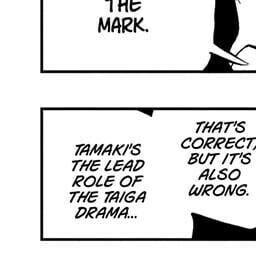 THE
MARK.
THAT'S
CORRECT,
BUT IT'S
ALSO
WRONG.
TAMAKI'S
THE LEAD
ROLE OF
THE TAIGA
DRAMA...